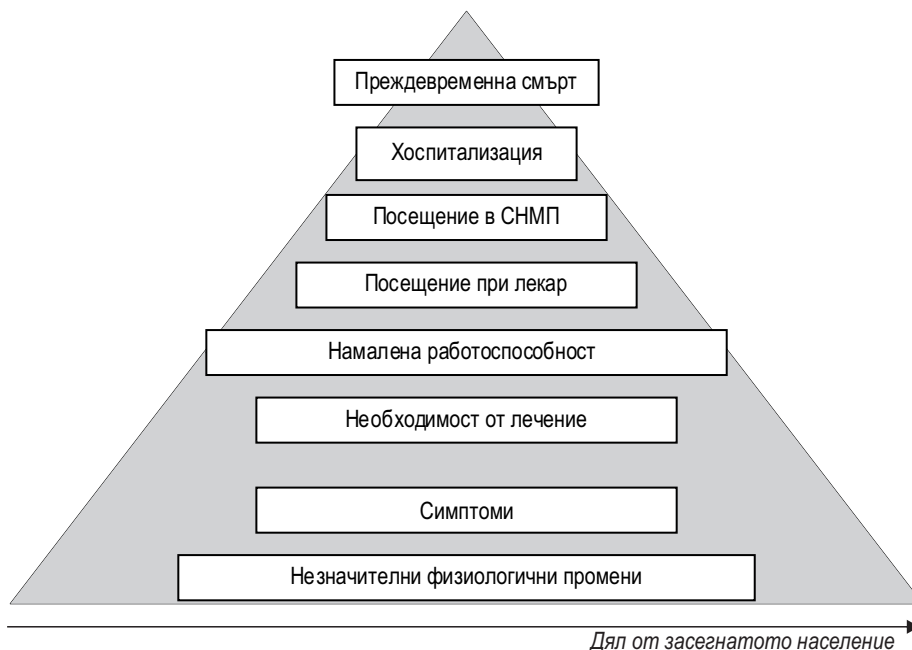 Преждевременна смърт
Хоспитализация
Посещение в СНМП
Посещение при лекар
Намалена работоспособност
Необходимост от лечение
Симптоми
Незначителни физиологични промени
Дял от засегнатото население